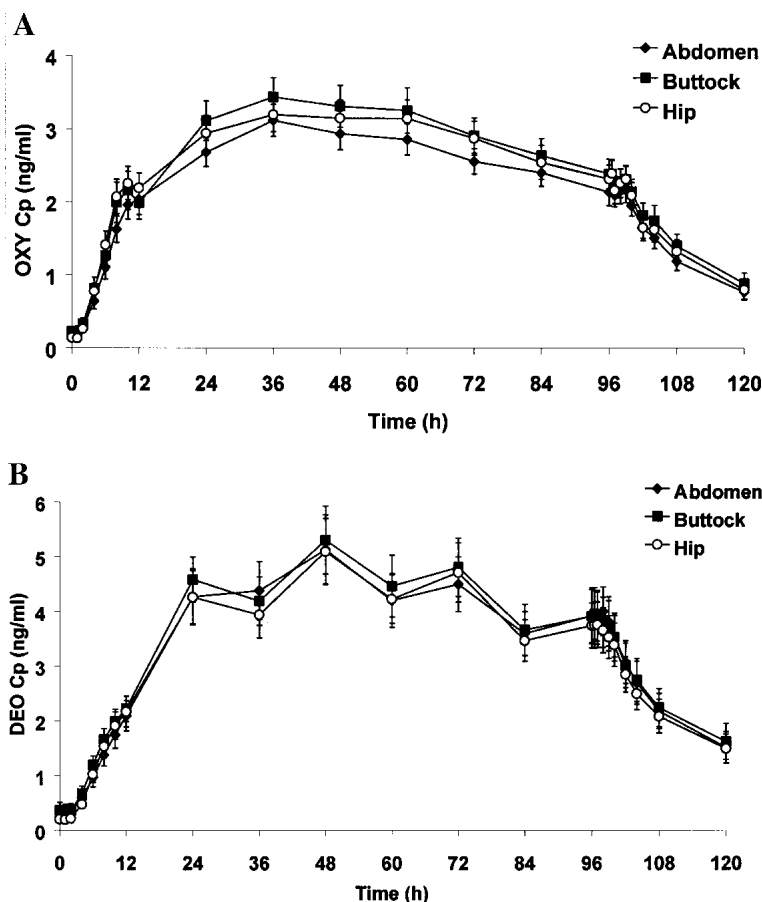 A
Abdomen
Buttock
Hip
OXY Cp (ng/ml)
4
3
2
1
0
0 12 24 36 48 60 72 84 96 108 120
Time (h)
B
Abdomen
Buttock
Hip
DEO Cp (ng/ml)
6
5
4
3
2
1
0
0 12 24 36 48 60 72 84 96 108 120
Time (h)